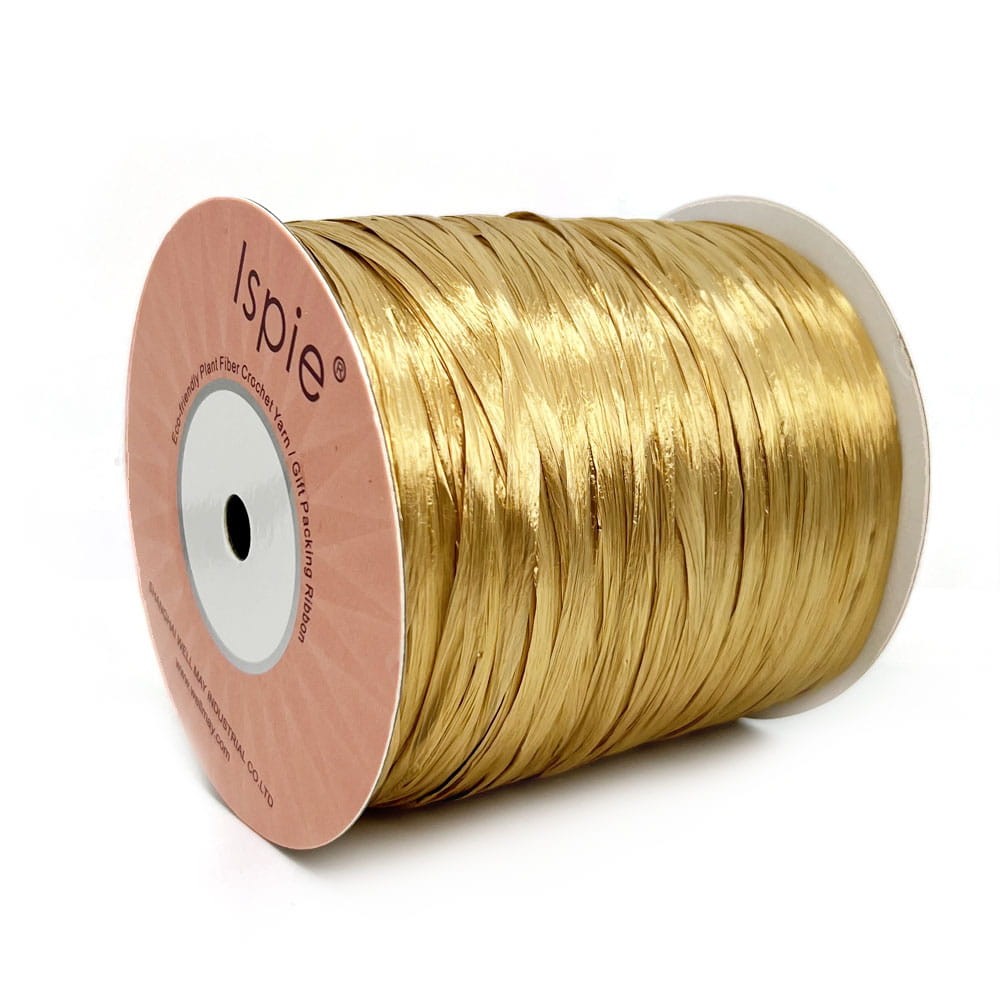 Ispie®
Eco-friendly Plant Fiber Crochet Yarn / Gift Packing Ribbon
SHANGHAI WELL MAY INDUSTRIAL CO.,LTD
www.wellmay.com